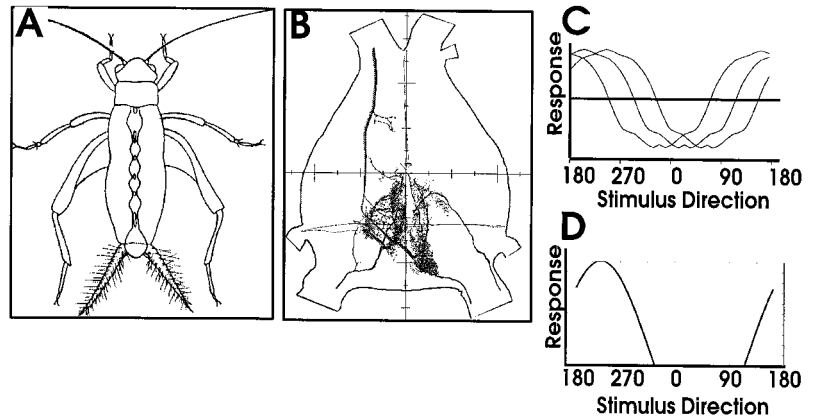 A
B
C
Response
180 270 0 90 180
Stimulus Direction
D
Response
180 270 0 90 180
Stimulus Direction